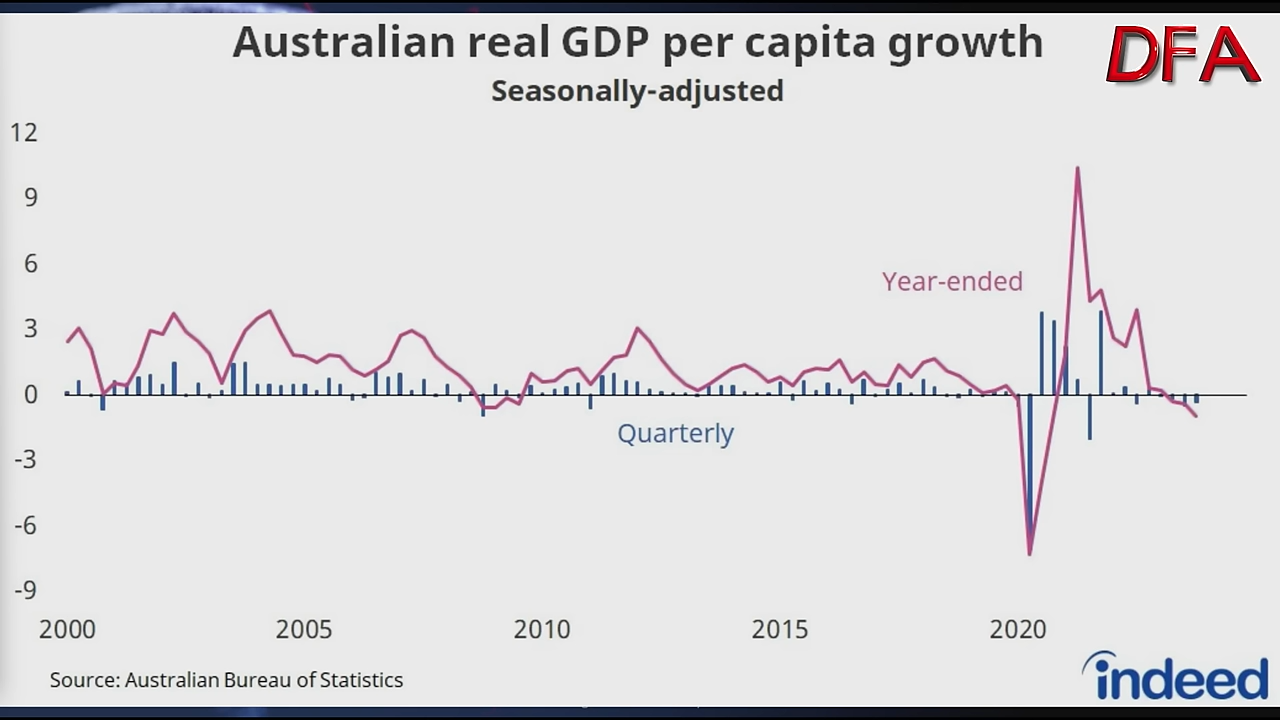 Australian real GDP per capita growth
DFA
Seasonally-adjusted
12
9
6
3
0
-3
-6
-9
Year-ended
Quarterly
2000 2005 2010 2015 2020
Source: Australian Bureau of Statistics
indeed